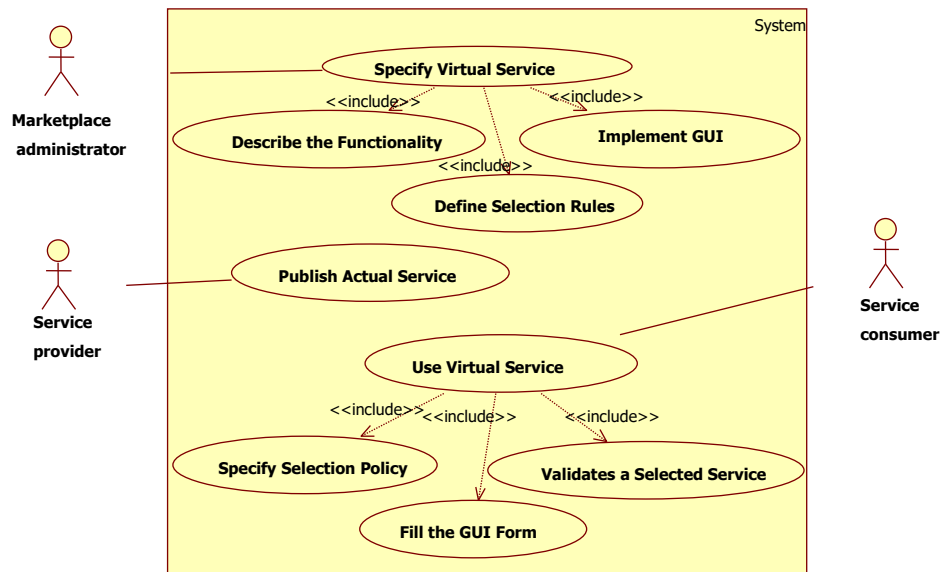 System
Specify Virtual Service
<<include>>
<<include>>
Marketplace
administrator
Describe the Functionality
Implement GUI
<<include>>
Define Selection Rules
Publish Actual Service
Service
provider
Service
consumer
Use Virtual Service
<<include>>
<<include>>
<<include>>
Specify Selection Policy
Validates a Selected Service
Fill the GUI Form